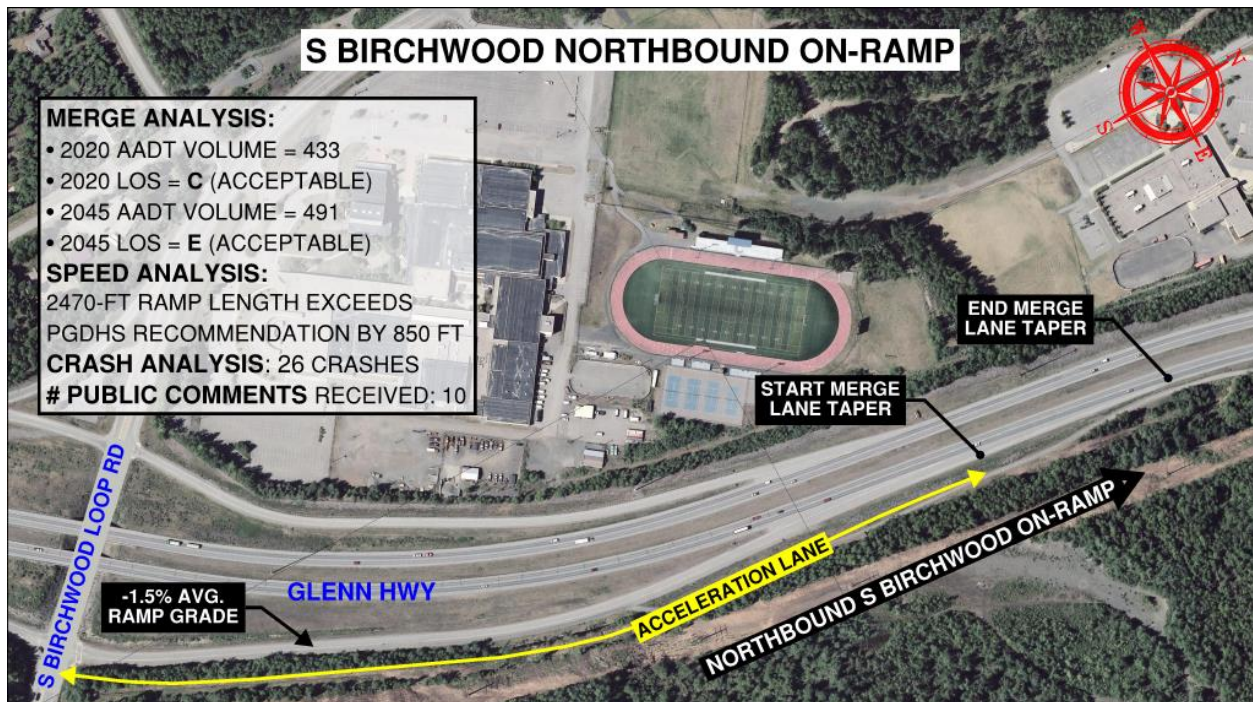 S BIRCHWOOD NORTHBOUND ON-RAMP
MERGE ANALYSIS:
• 2020 AADT VOLUME = 433
• 2020 LOS = C (ACCEPTABLE)
• 2045 AADT VOLUME = 491
• 2045 LOS = E (ACCEPTABLE)
SPEED ANALYSIS:
2470-FT RAMP LENGTH EXCEEDS
PGDHS RECOMMENDATION BY 850 FT
CRASH ANALYSIS: 26 CRASHES
# PUBLIC COMMENTS RECEIVED: 10
N
S
E
END MERGE
LANE TAPER
START MERGE
LANE TAPER
S BIRCHWOOD LOOP RD
GLENN HWY
-1.5% AVG.
RAMP GRADE
ACCELERATION LANE
NORTHBOUND S BIRCHWOOD ON-RAMP